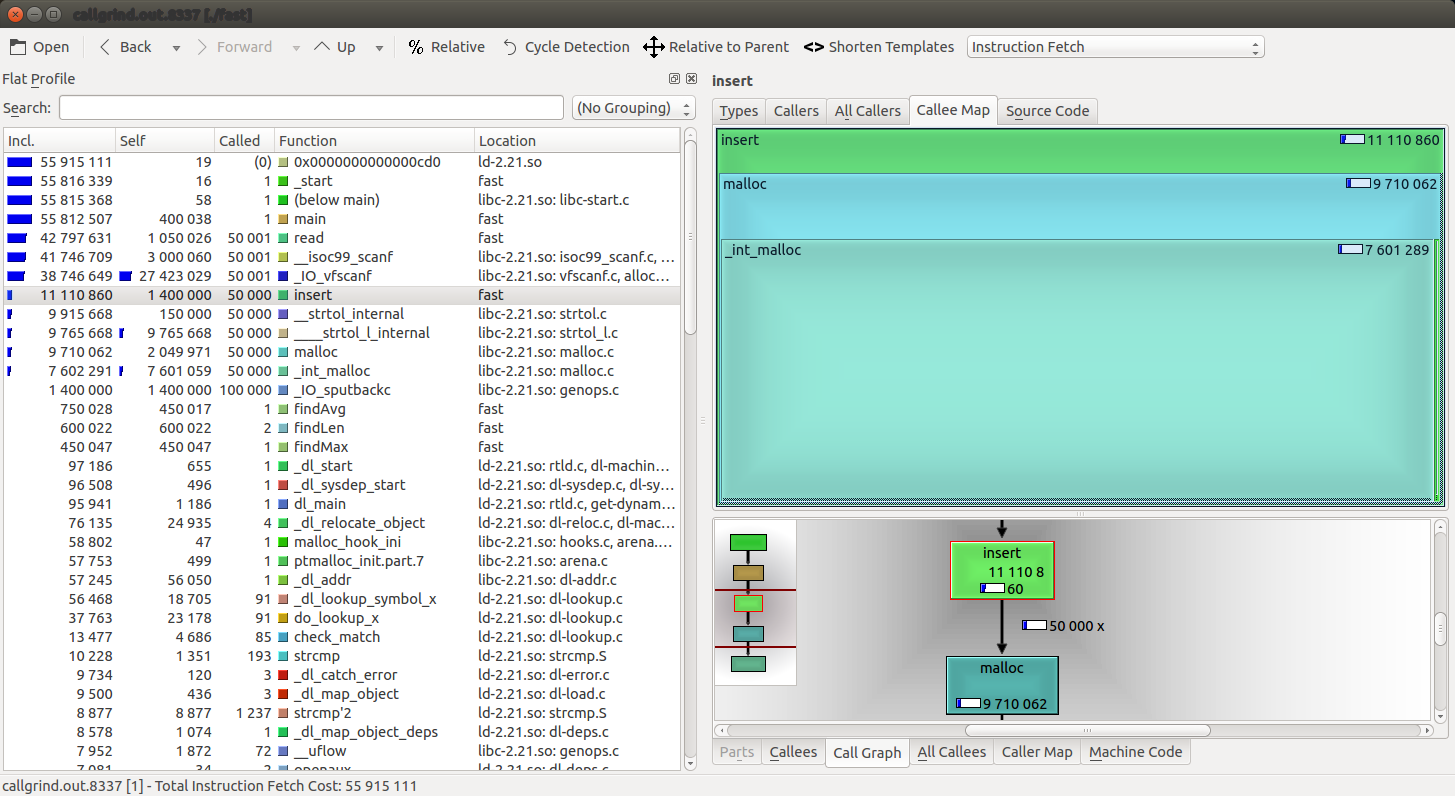 callgrind.out.8337 [./fast]
Open Back Forward Up % Relative Cycle Detection Relative to Parent <> Shorten Templates Instruction Fetch
Flat Profile
Search: (No Grouping)
Incl. Self Called Function Location
55 915 111 19 (0) 0x0000000000000cd0 ld-2.21.so
55 816 339 16 1 _start fast
55 815 368 58 1 (below main) libc-2.21.so: libc-start.c
55 812 507 400 038 1 main fast
42 797 631 1 050 026 50 001 read fast
41 746 709 3 000 060 50 001 __isoc99_scanf libc-2.21.so: isoc99_scanf.c, ...
38 746 649 27 423 029 50 001 _IO_vfscanf libc-2.21.so: vfscanf.c, alloc...
11 110 860 1 400 000 50 000 insert fast
9 915 668 150 000 50 000 __strtol_internal libc-2.21.so: strtol.c
9 765 668 9 765 668 50 000 ____strtol_l_internal libc-2.21.so: strtol_l.c
9 710 062 2 049 971 50 000 malloc libc-2.21.so: malloc.c
7 602 291 7 601 059 50 000 _int_malloc libc-2.21.so: malloc.c
1 400 000 1 400 000 100 000 _IO_sputbackc libc-2.21.so: genops.c
750 028 450 017 1 findAvg fast
600 022 600 022 2 findLen fast
450 047 450 047 1 findMax fast
97 186 655 1 _dl_start ld-2.21.so: rtld.c, dl-machin...
96 508 496 1 _dl_sysdep_start ld-2.21.so: dl-sysdep.c, dl-sy...
95 941 1 186 1 dl_main ld-2.21.so: rtld.c, get-dynam...
76 135 24 935 4 _dl_relocate_object ld-2.21.so: dl-reloc.c, dl-mac...
58 802 47 1 malloc_hook_ini libc-2.21.so: hooks.c, arena....
57 753 499 1 ptmalloc_init.part.7 libc-2.21.so: arena.c
57 245 56 050 1 _dl_addr libc-2.21.so: dl-addr.c
56 468 18 705 91 _dl_lookup_symbol_x ld-2.21.so: dl-lookup.c
37 763 23 178 91 do_lookup_x ld-2.21.so: dl-lookup.c
13 477 4 686 85 check_match ld-2.21.so: dl-lookup.c
10 228 1 351 193 strcmp ld-2.21.so: strcmp.S
9 734 120 3 _dl_catch_error ld-2.21.so: dl-error.c
9 500 436 3 _dl_map_object ld-2.21.so: dl-load.c
8 877 8 877 1 237 strcmp'2 ld-2.21.so: strcmp.S
8 578 1 074 1 _dl_map_object_deps ld-2.21.so: dl-deps.c
7 952 1 872 72 __uflow libc-2.21.so: genops.c
7 081 34 2 openaux ld-2.21.so: dl-deps.c
insert
Types Callers All Callers Callee Map Source Code
insert 11 110 860
malloc 9 710 062
_int_malloc 7 601 289
insert
11 110 8
60
50 000 x
malloc
9 710 062
Parts Callees Call Graph All Callees Caller Map Machine Code
callgrind.out.8337 [1] - Total Instruction Fetch Cost: 55 915 111